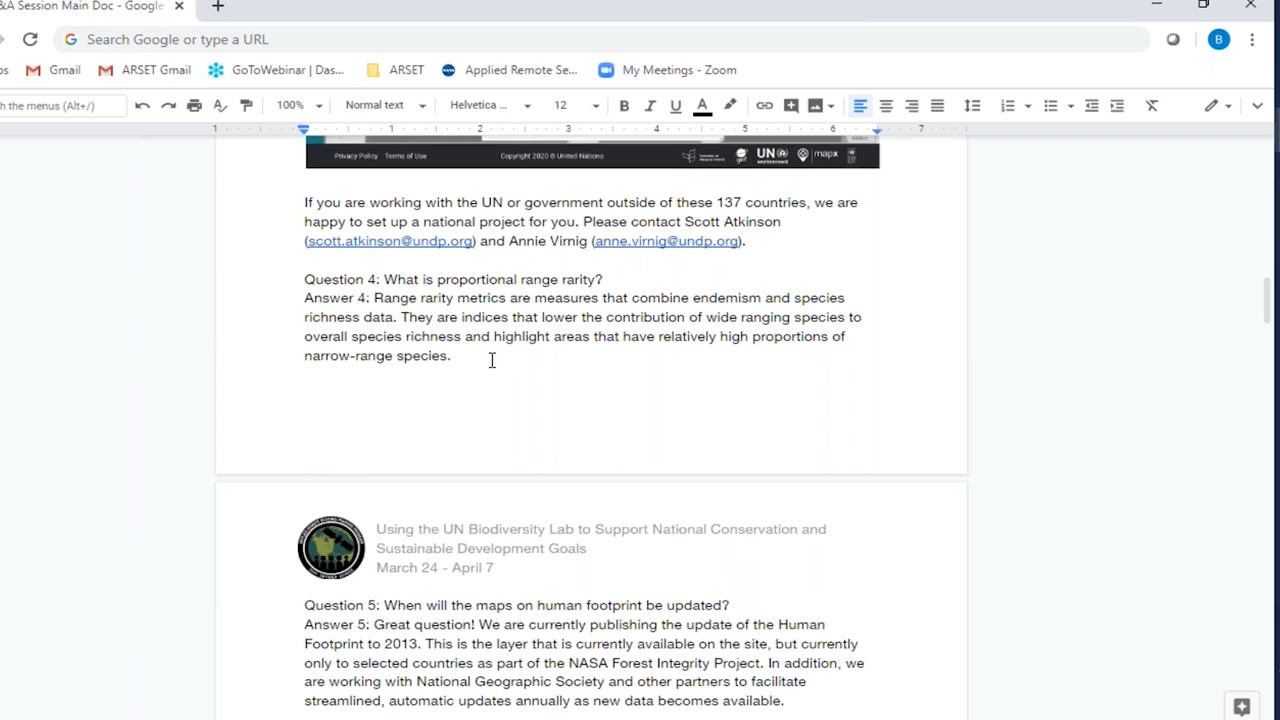 &A Session Main Doc - Google
Search Google or type a URL
ps Gmail ARSET Gmail GoToWebinar | Das... ARSET Applied Remote Se... My Meetings - Zoom
h the menus (Alt+/) 100% Normal text Helvetica ... 12
1 1 2 3 4 5 6 7
Privacy Policy Terms of Use Copyright 2020 © United Nations gef UN environment mapx
If you are working with the UN or government outside of these 137 countries, we are
happy to set up a national project for you. Please contact Scott Atkinson
(scott.atkinson@undp.org) and Annie Virnig (anne.virnig@undp.org).
Question 4: What is proportional range rarity?
Answer 4: Range rarity metrics are measures that combine endemism and species
richness data. They are indices that lower the contribution of wide ranging species to
overall species richness and highlight areas that have relatively high proportions of
narrow-range species.
Using the UN Biodiversity Lab to Support National Conservation and
Sustainable Development Goals
March 24 - April 7
Question 5: When will the maps on human footprint be updated?
Answer 5: Great question! We are currently publishing the update of the Human
Footprint to 2013. This is the layer that is currently available on the site, but currently
only to selected countries as part of the NASA Forest Integrity Project. In addition, we
are working with National Geographic Society and other partners to facilitate
streamlined, automatic updates annually as new data becomes available.